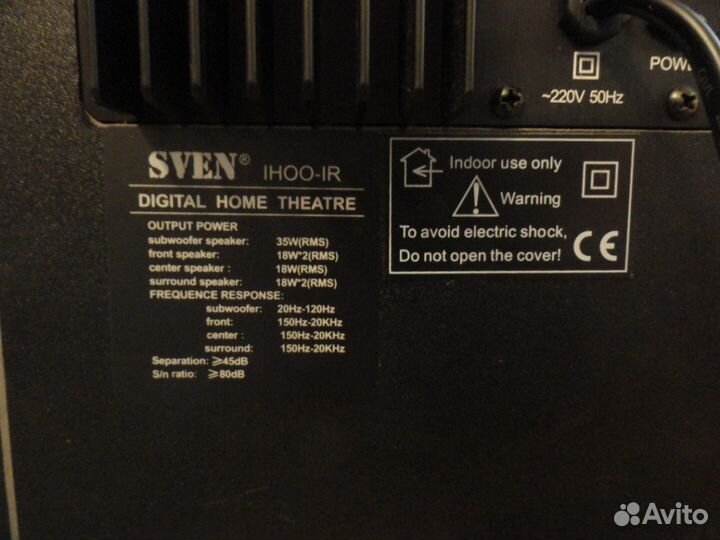 ~220V 50Hz
SVEN® IHOO-IR
DIGITAL HOME THEATRE
OUTPUT POWER
subwoofer speaker: 35W(RMS)
front speaker: 18W*2(RMS)
center speaker : 18W(RMS)
surround speaker: 18W*2(RMS)
FREQUENCE RESPONSE:
subwoofer: 20Hz-120Hz
front: 150Hz-20KHz
center : 150Hz-20KHz
surround: 150Hz-20KHz
Separation: ≥45dB
S/n ratio: ≥80dB
Indoor use only
Warning
To avoid electric shock,
Do not open the cover!
CE
Avito